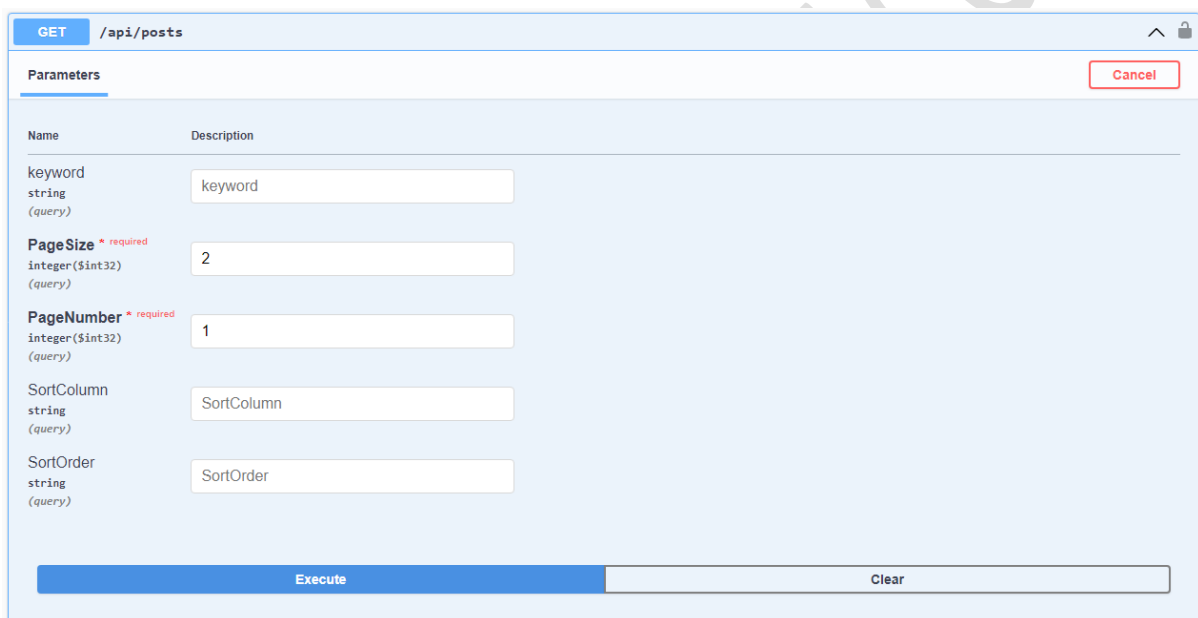 GET /api/posts
Parameters
Cancel
Name Description
keyword
string
(query)
keyword
PageSize * required
integer($int32)
(query)
2
PageNumber * required
integer($int32)
(query)
1
SortColumn
string
(query)
SortColumn
SortOrder
string
(query)
SortOrder
Execute Clear